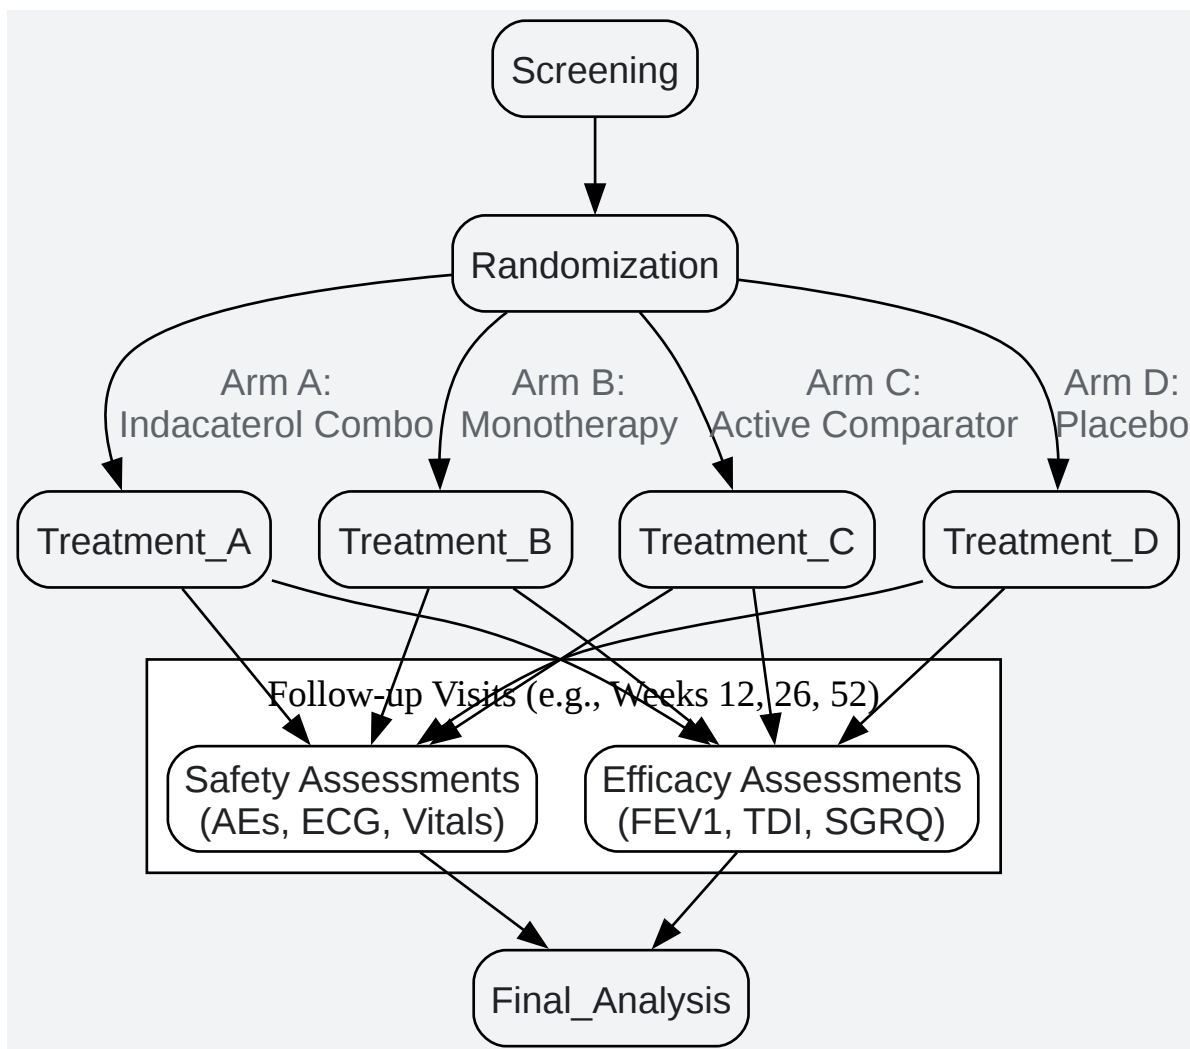 Screening
Randomization
Arm A:
Indacaterol Combo
Arm B:
Monotherapy
Arm C:
Active Comparator
Arm D:
Placebo
Treatment_A
Treatment_B
Treatment_C
Treatment_D
Follow-up Visits (e.g., Weeks 12, 26, 52)
Safety Assessments
(AEs, ECG, Vitals)
Efficacy Assessments
(FEV1, TDI, SGRQ)
Final_Analysis